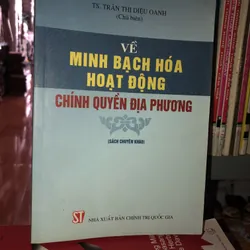 TS. TRẦN THỊ DIỆU OANH
(Chủ biên)
VỀ
MINH BẠCH HÓA
HOẠT ĐỘNG
CHÍNH QUYỀN ĐỊA PHƯƠNG
(SÁCH CHUYÊN KHẢO)
ST
NHÀ XUẤT BẢN CHÍNH TRỊ QUỐC GIA